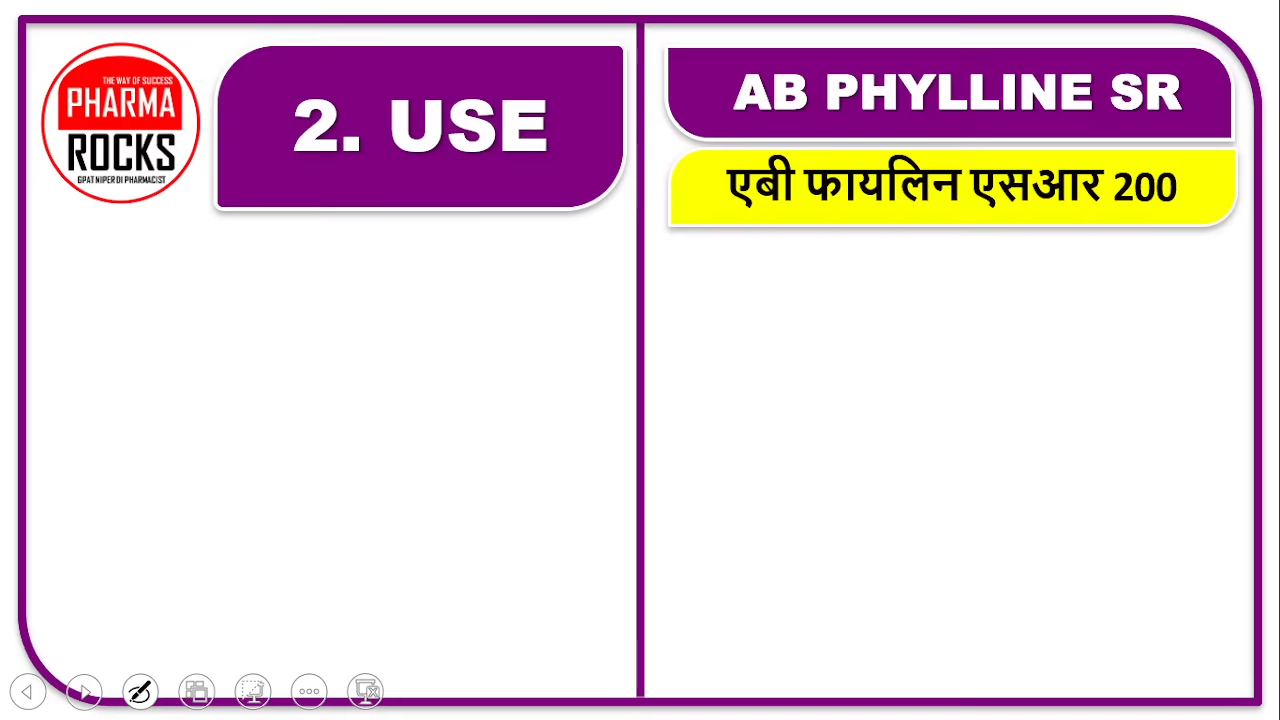 THE WAY OF SUCCESS
PHARMA
ROCKS
GPAT NIPER DI PHARMACIST
2. USE
AB PHYLLINE SR
एबी फायलिन एसआर 200